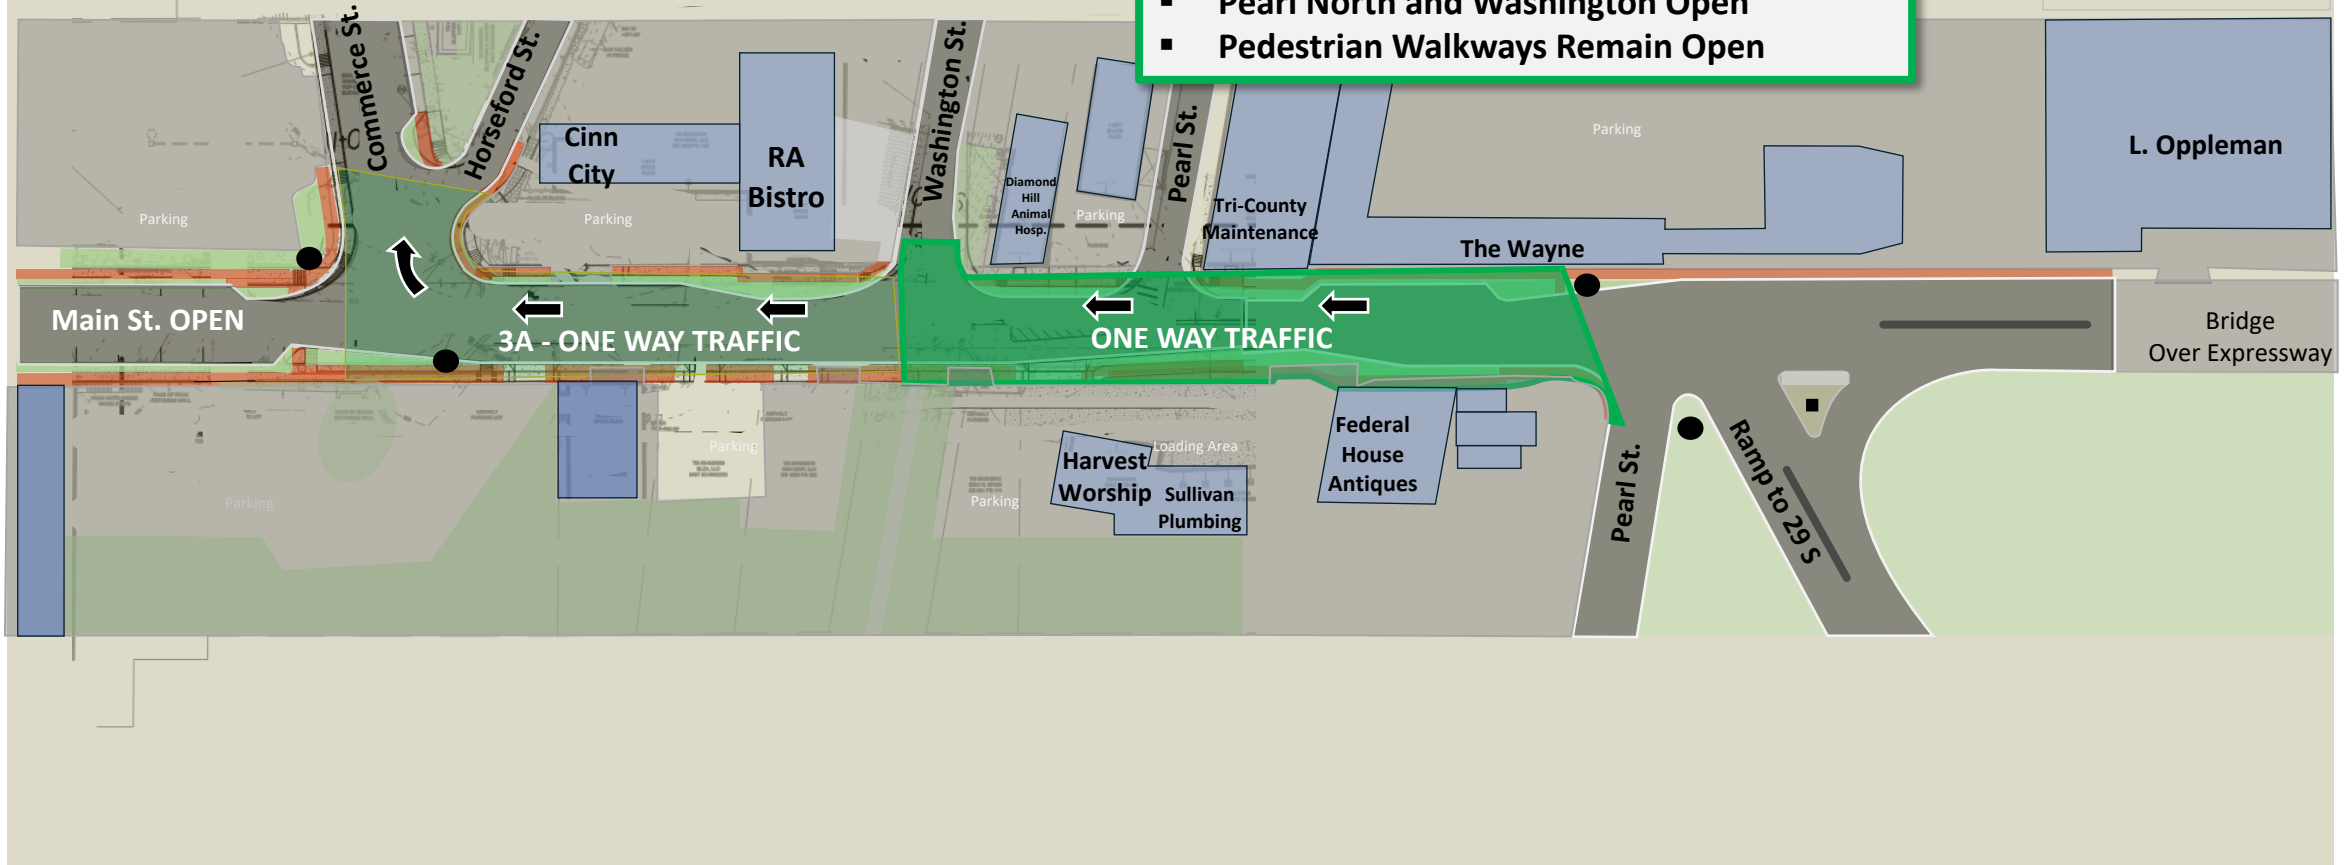 ▪ Pearl North and Washington Open
▪ Pedestrian Walkways Remain Open
Commerce St.
Horseford St.
Washington St.
Pearl St.
Cinn
City
RA
Bistro
Diamond
Hill
Animal
Hosp.
Parking
Parking
Parking
Parking
Tri-County
Maintenance
The Wayne
L. Oppleman
Main St. OPEN
3A - ONE WAY TRAFFIC
ONE WAY TRAFFIC
Bridge
Over Expressway
Parking
Parking
Parking
Loading Area
Harvest
Worship
Sullivan
Plumbing
Federal
House
Antiques
Pearl St.
Ramp to 29 S